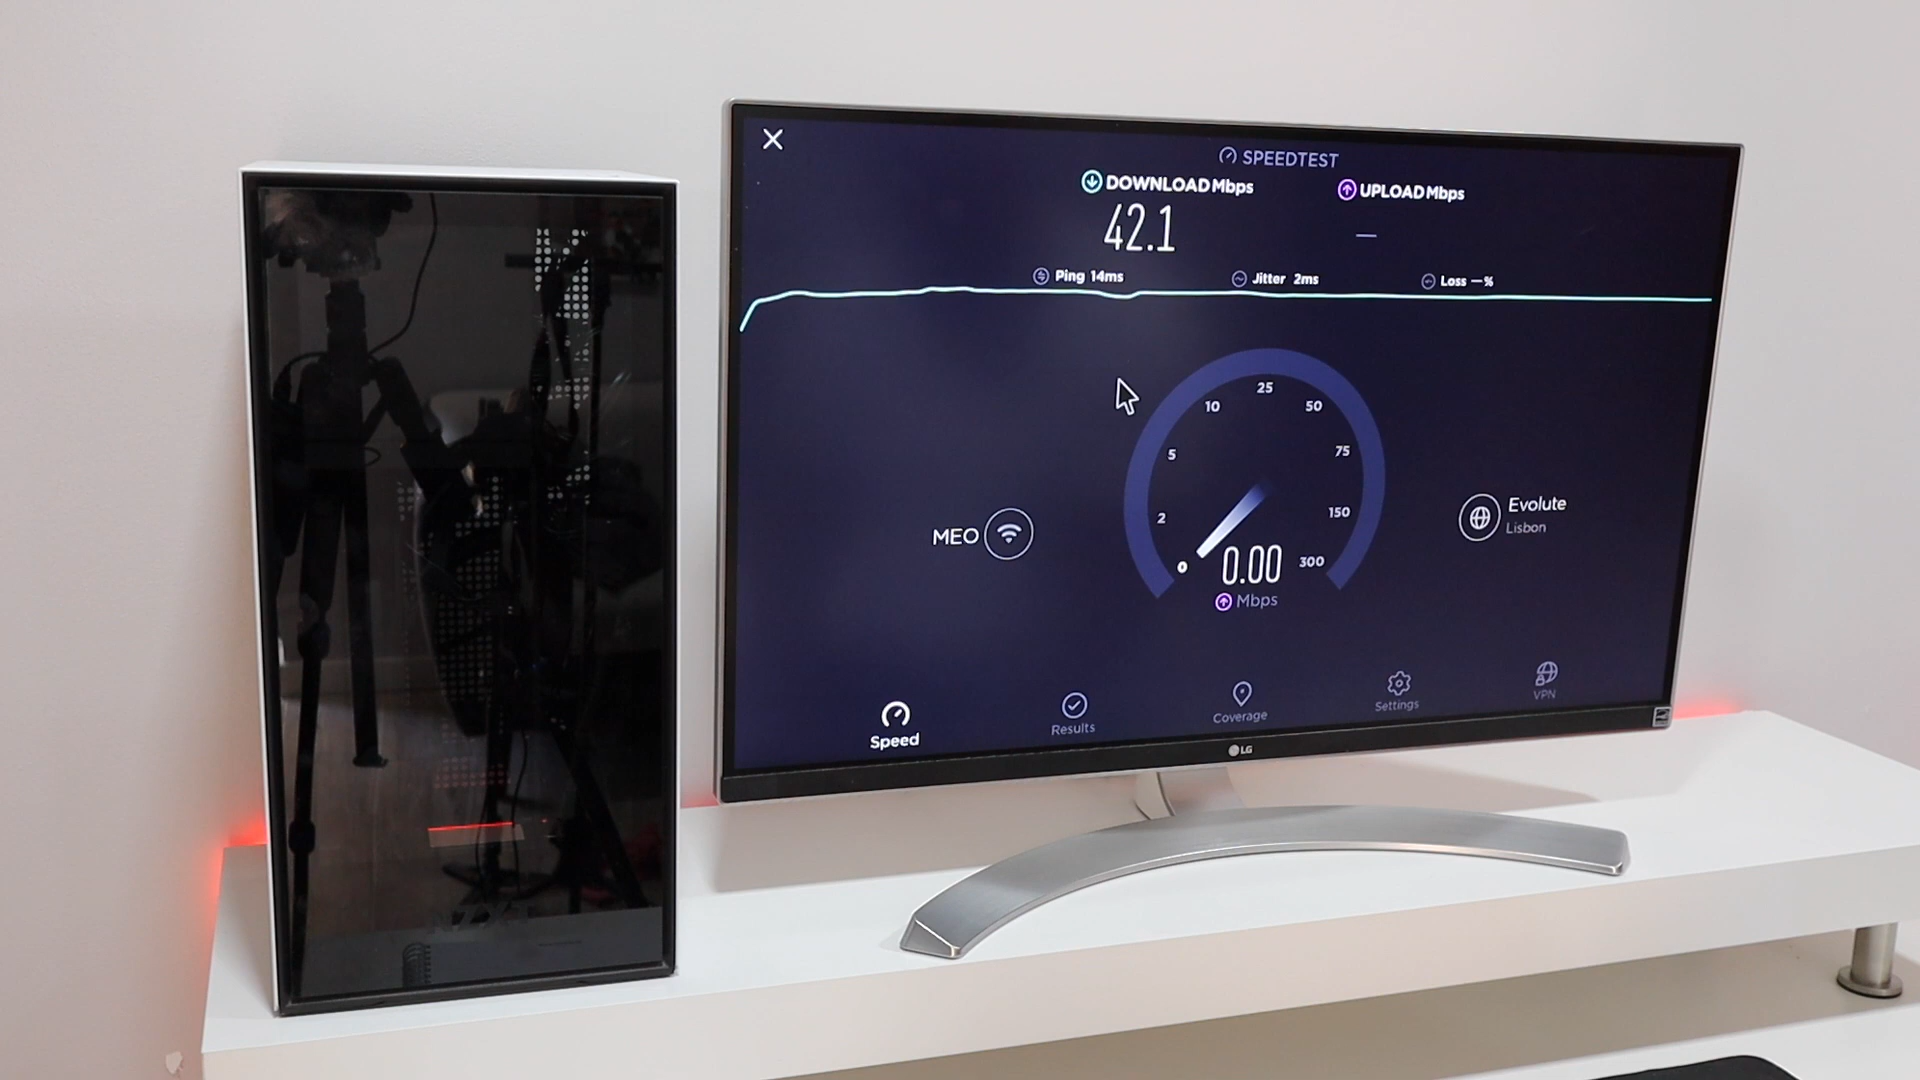 SPEEDTEST
DOWNLOAD Mbps
UPLOAD Mbps
42.1
—
Ping 14ms
Jitter 2ms
Loss —%
25
10
50
5
75
2
150
0
300
0.00
Mbps
MEO
Evolute
Lisbon
Speed
Results
Coverage
Settings
VPN
LG
NZXT